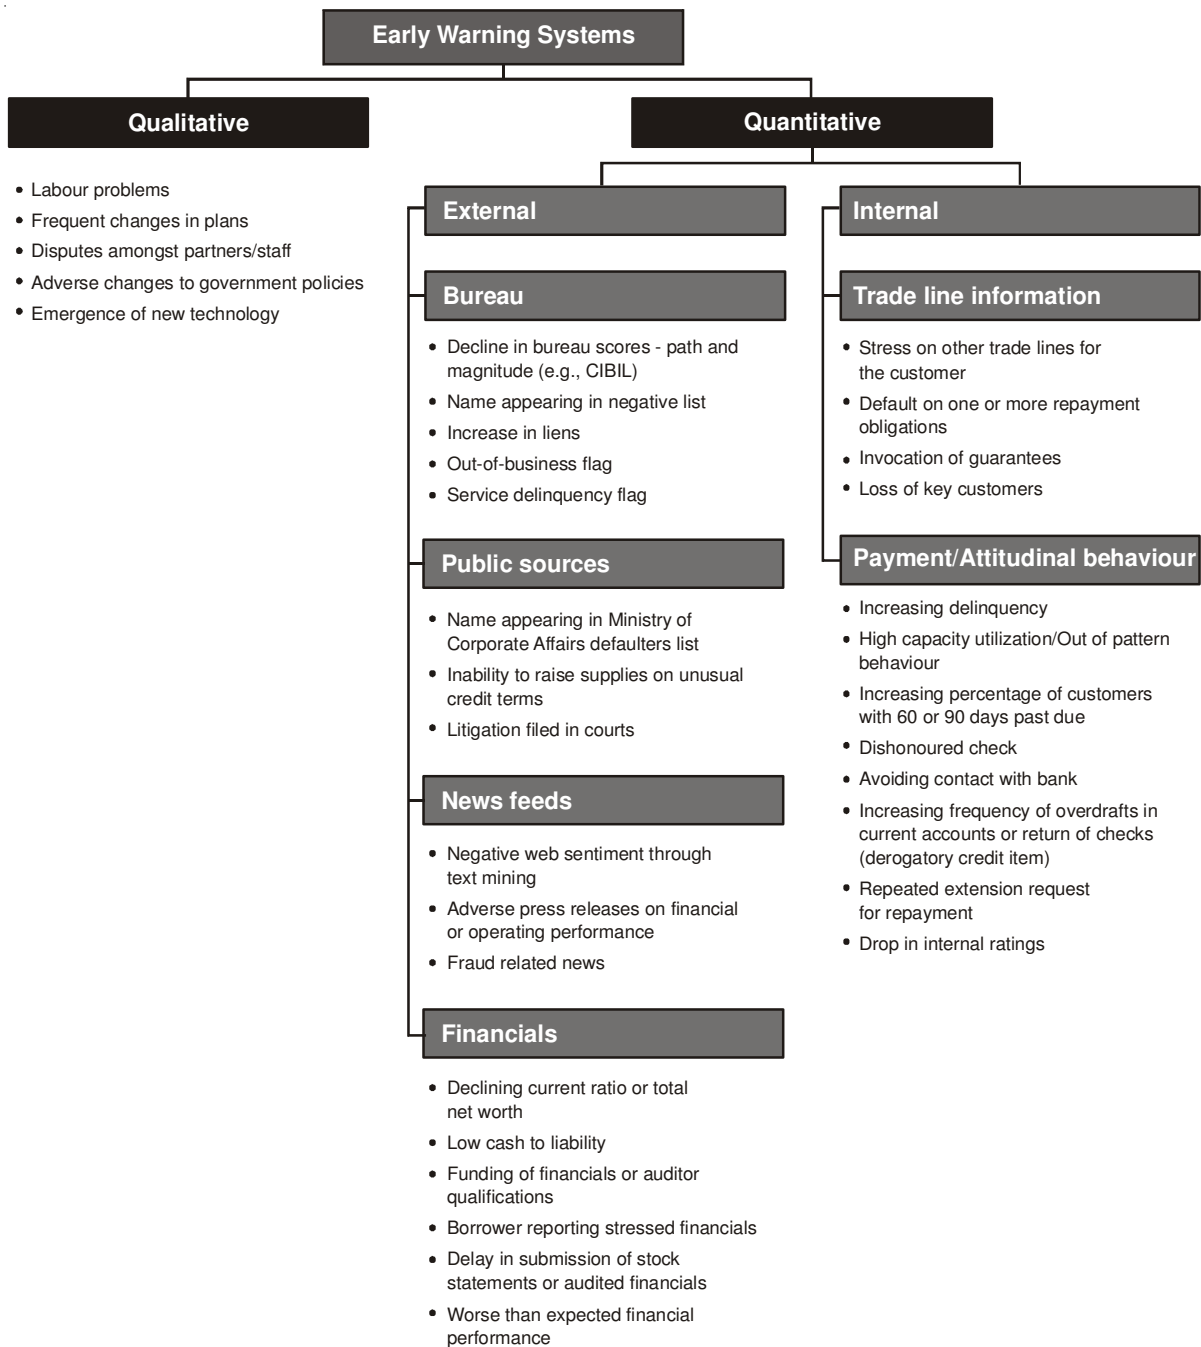 Early Warning Systems
Qualitative
• Labour problems
• Frequent changes in plans
• Disputes amongst partners/staff
• Adverse changes to government policies
• Emergence of new technology
Quantitative
External
Bureau
• Decline in bureau scores - path and
magnitude (e.g., CIBIL)
• Name appearing in negative list
• Increase in liens
• Out-of-business flag
• Service delinquency flag
Public sources
• Name appearing in Ministry of
Corporate Affairs defaulters list
• Inability to raise supplies on unusual
credit terms
• Litigation filed in courts
News feeds
• Negative web sentiment through
text mining
• Adverse press releases on financial
or operating performance
• Fraud related news
Financials
• Declining current ratio or total
net worth
• Low cash to liability
• Funding of financials or auditor
qualifications
• Borrower reporting stressed financials
• Delay in submission of stock
statements or audited financials
• Worse than expected financial
performance
Internal
Trade line information
• Stress on other trade lines for
the customer
• Default on one or more repayment
obligations
• Invocation of guarantees
• Loss of key customers
Payment/Attitudinal behaviour
• Increasing delinquency
• High capacity utilization/Out of pattern
behaviour
• Increasing percentage of customers
with 60 or 90 days past due
• Dishonoured check
• Avoiding contact with bank
• Increasing frequency of overdrafts in
current accounts or return of checks
(derogatory credit item)
• Repeated extension request
for repayment
• Drop in internal ratings